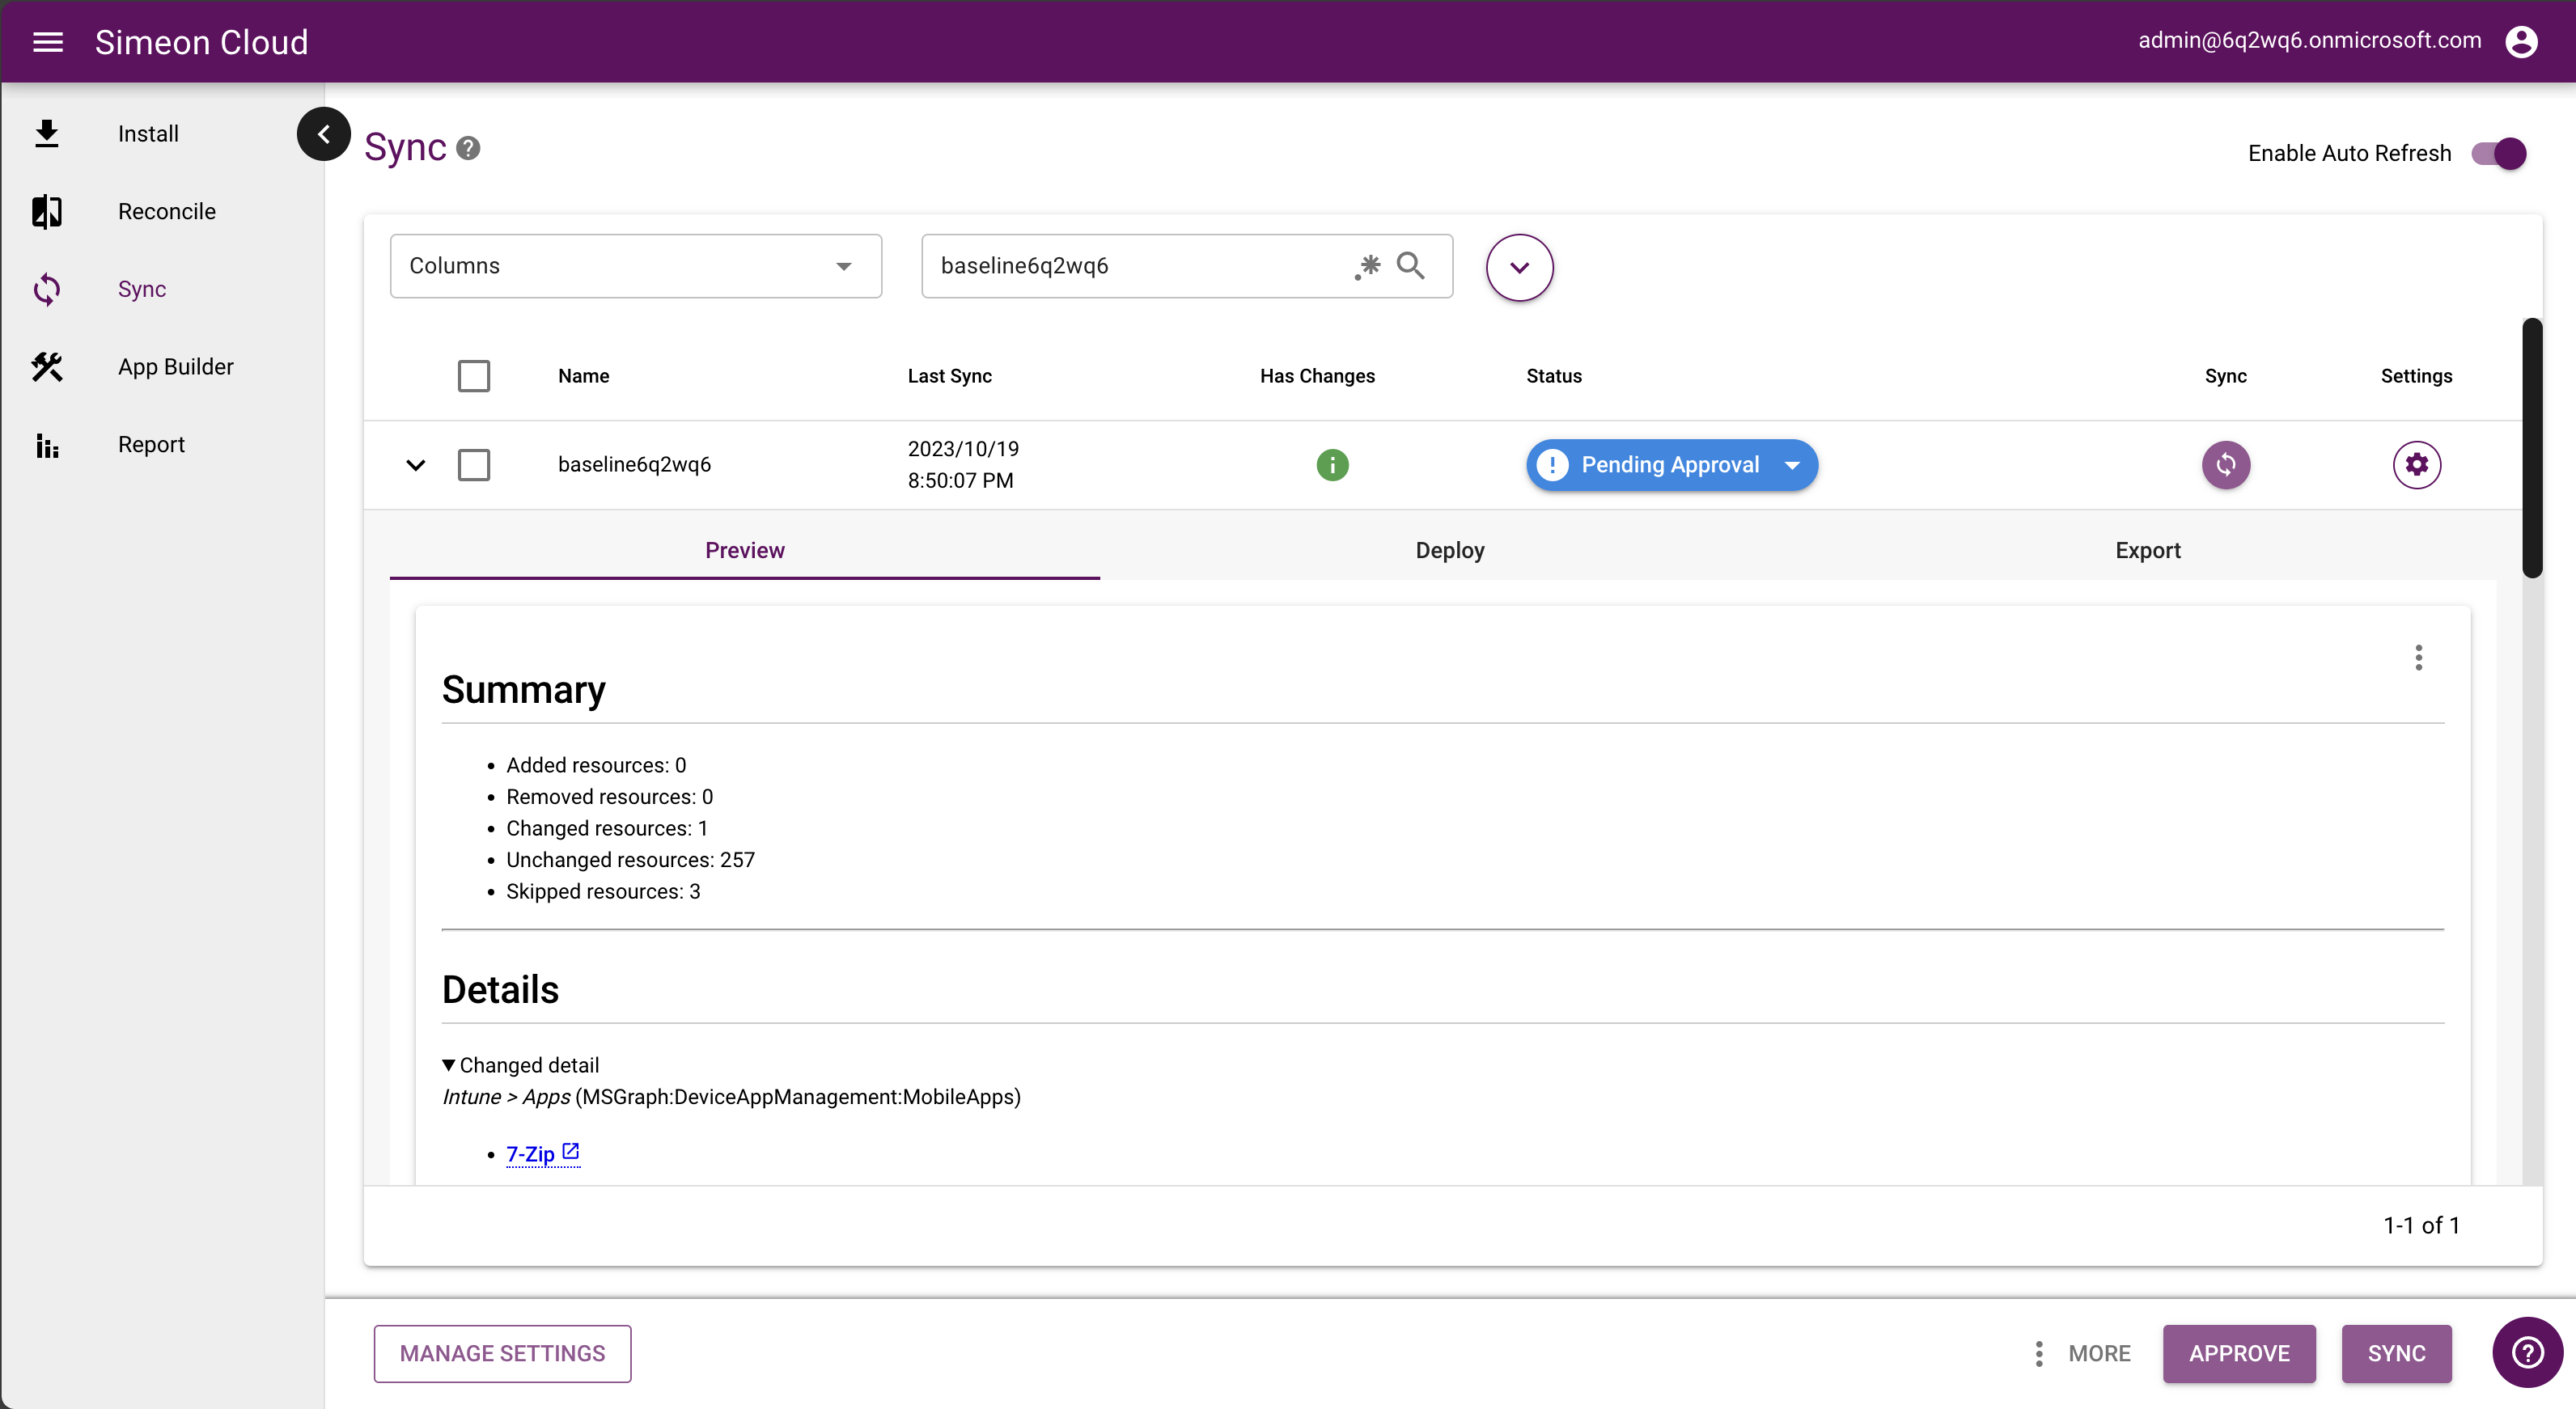 Simeon Cloud
admin@6q2wq6.onmicrosoft.com
Install
Reconcile
Sync
App Builder
Report
Sync
Enable Auto Refresh
Columns
baseline6q2wq6
.*
Name Last Sync Has Changes Status Sync Settings
baseline6q2wq6
2023/10/19
8:50:07 PM
Pending Approval
Preview Deploy Export
Summary
Added resources: 0
Removed resources: 0
Changed resources: 1
Unchanged resources: 257
Skipped resources: 3
Details
Changed detail
Intune > Apps (MSGraph:DeviceAppManagement:MobileApps)
7-Zip
1-1 of 1
MANAGE SETTINGS
MORE
APPROVE
SYNC